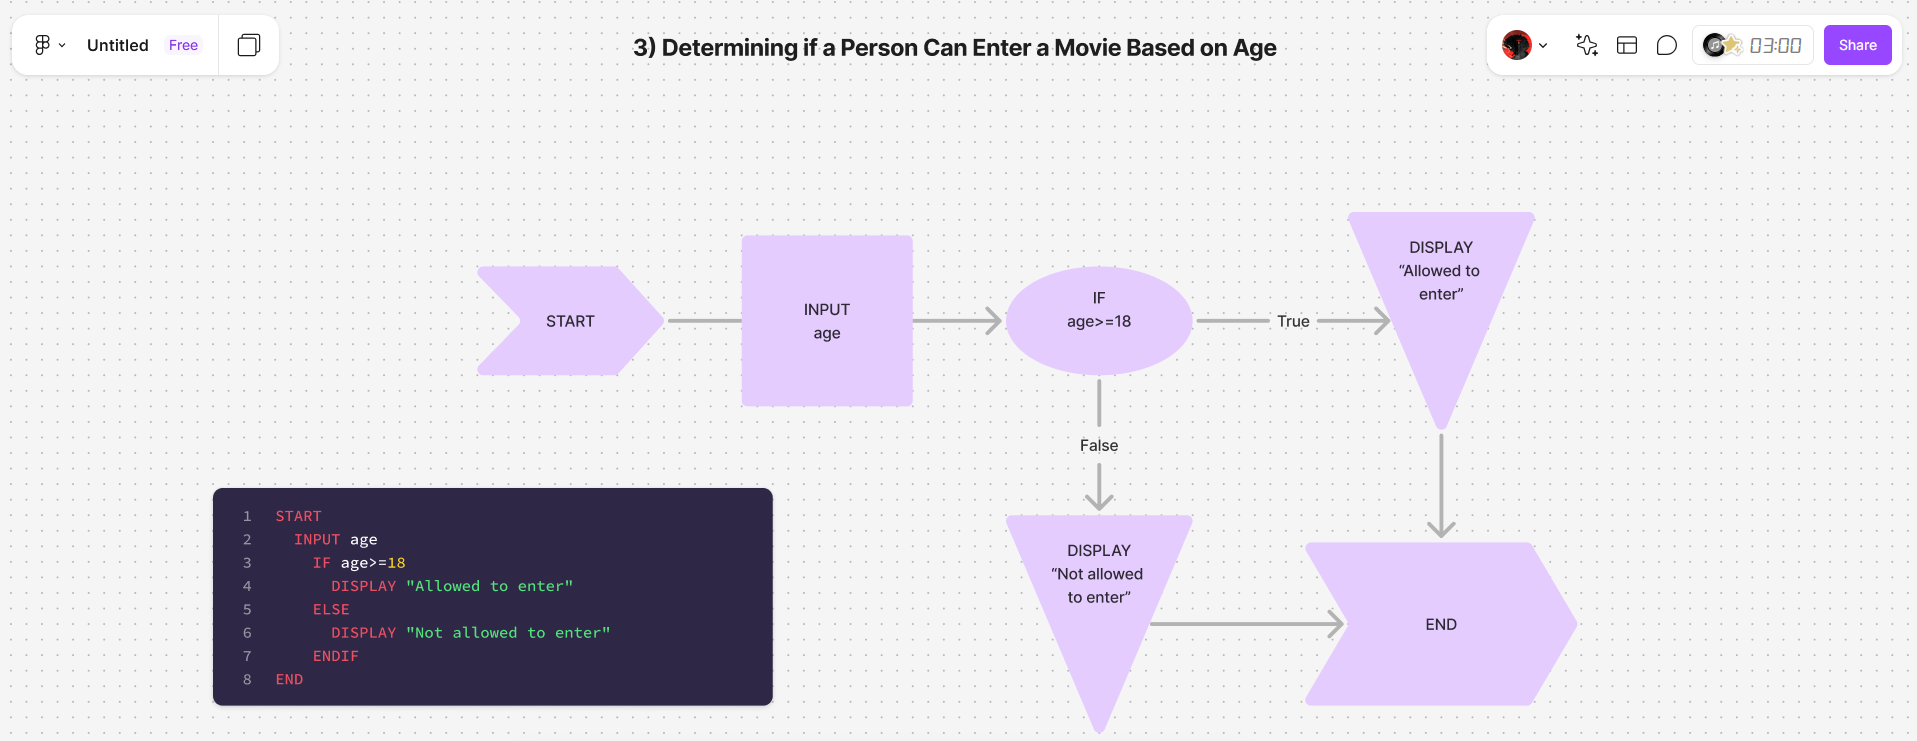 Untitled Free
3) Determining if a Person Can Enter a Movie Based on Age
03:00
Share
START
INPUT
age
IF
age>=18
True
DISPLAY
“Allowed to
enter”
False
DISPLAY
“Not allowed
to enter”
END
1 START
2 INPUT age
3 IF age>=18
4 DISPLAY "Allowed to enter"
5 ELSE
6 DISPLAY "Not allowed to enter"
7 ENDIF
8 END